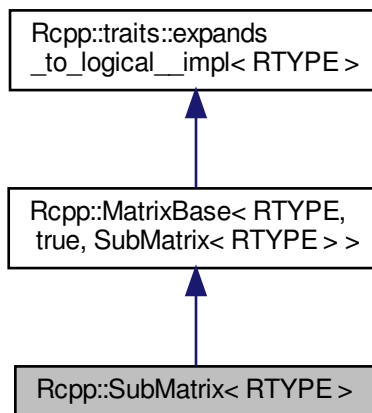 Rcpp::traits::expands
_to_logical__impl< RTYPE >
Rcpp::MatrixBase< RTYPE,
true, SubMatrix< RTYPE > >
Rcpp::SubMatrix< RTYPE >